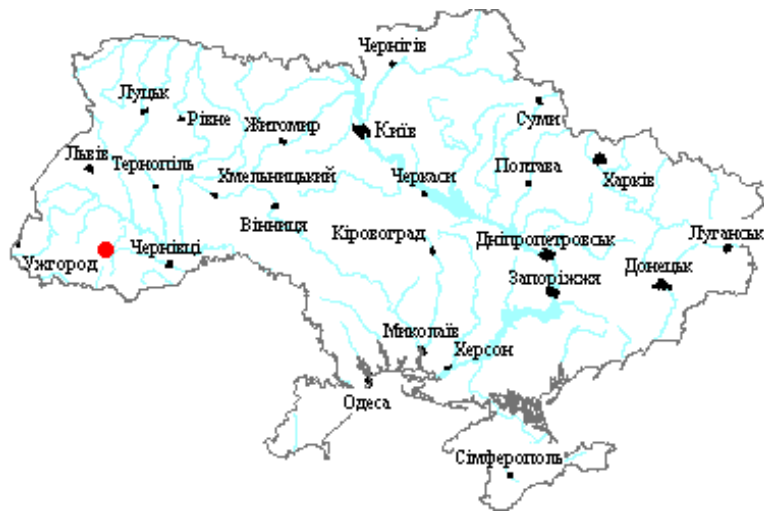 Чернігів
Луцьк
Рівне
Суми
Житомир
Київ
Львів
Тернопіль
Хмельницький
Черкаси
Полтава
Харків
Вінниця
Кіровоград
Дніпропетровськ
Луганськ
Ужгород
Чернівці
Запоріжжя
Донецьк
Миколаїв
Херсон
Одеса
Сімферополь